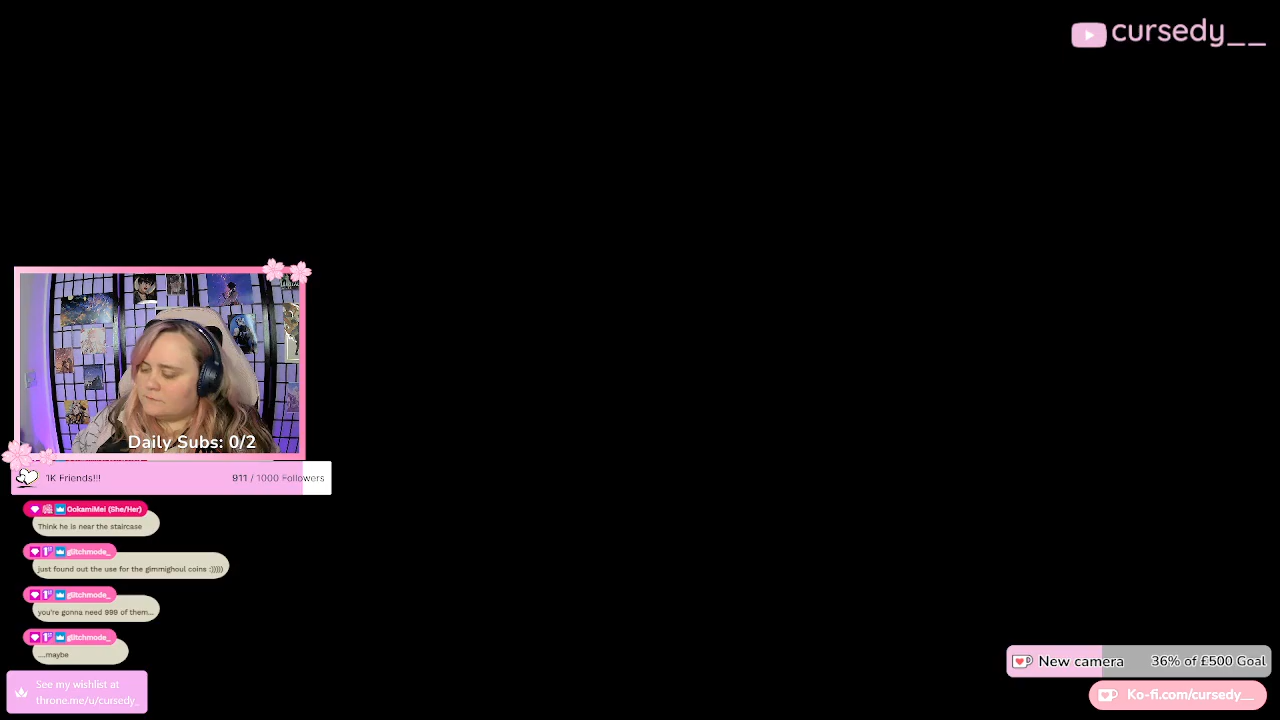 cursedy__
Daily Subs: 0/2
1K Friends!!!
911 / 1000 Followers
OokamiMei (She/Her)
Think he is near the staircase
glitchmode_
just found out the use for the gimmighoul coins :)))))
glitchmode_
you're gonna need 999 of them...
glitchmode_
....maybe
See my wishlist at
throne.me/u/cursedy_
New camera
36% of £500 Goal
Ko-fi.com/cursedy__